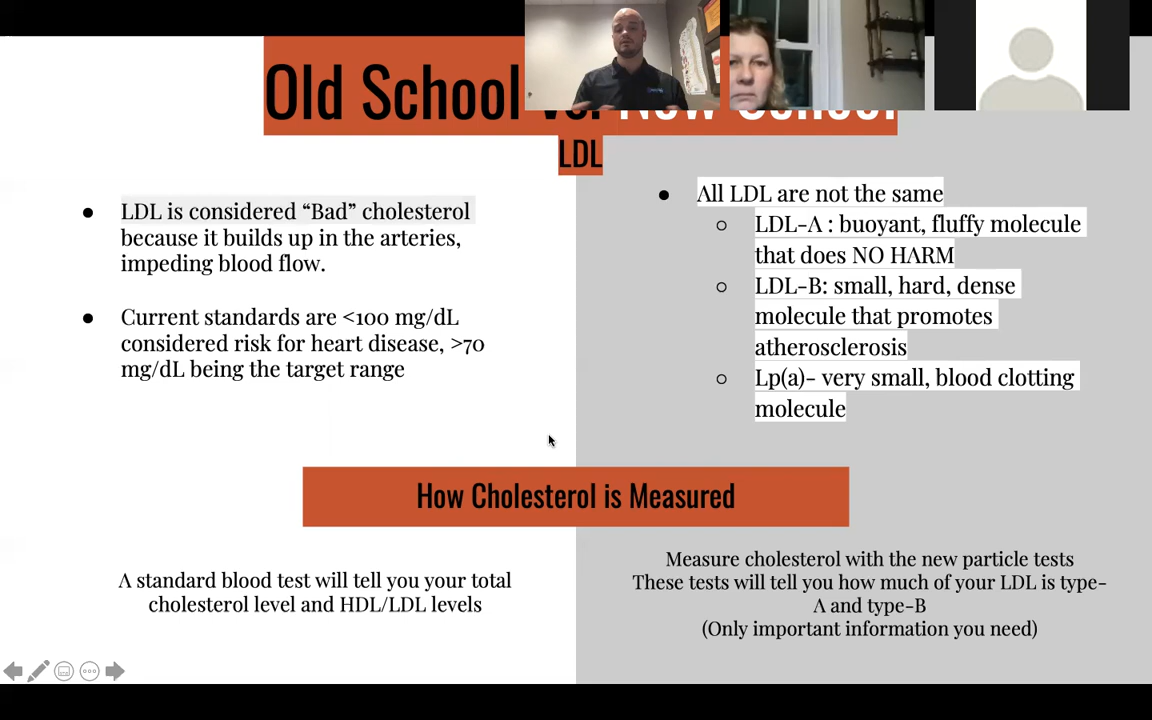 Old School vs. New School
LDL
LDL is considered “Bad” cholesterol
because it builds up in the arteries,
impeding blood flow.
Current standards are <100 mg/dL
considered risk for heart disease, >70
mg/dL being the target range
All LDL are not the same
LDL-A : buoyant, fluffy molecule
that does NO HARM
LDL-B: small, hard, dense
molecule that promotes
atherosclerosis
Lp(a)- very small, blood clotting
molecule
How Cholesterol is Measured
A standard blood test will tell you your total
cholesterol level and HDL/LDL levels
Measure cholesterol with the new particle tests
These tests will tell you how much of your LDL is type-
A and type-B
(Only important information you need)